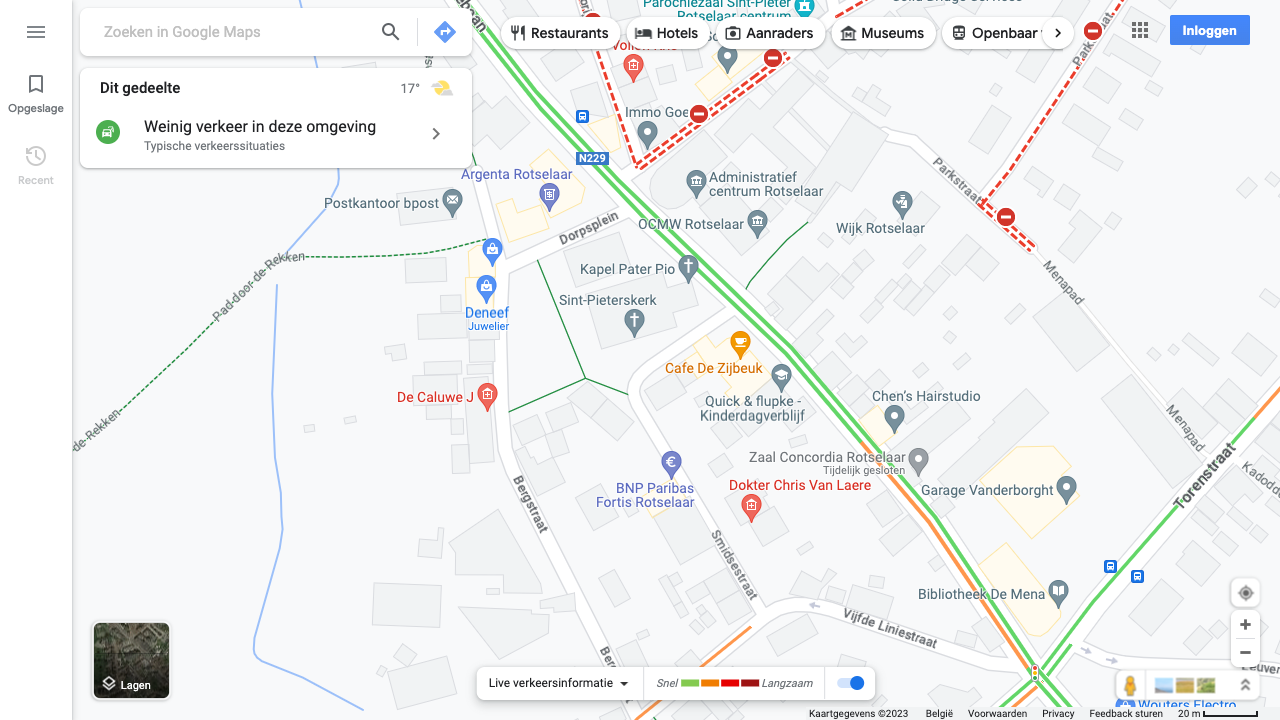 Zoeken in Google Maps
Restaurants
Hotels
Aanraders
Museums
Openbaar
Inloggen
Opgeslage
Recent
Dit gedeelte
17°
Weinig verkeer in deze omgeving
Typische verkeerssituaties
Parochiezaal Sint-Pieter
Rotselaar centrum
Immo Goe
N229
Argenta Rotselaar
Postkantoor bpost
Administratief
centrum Rotselaar
OCMW Rotselaar
Wijk Rotselaar
Parkstraat
Dorpsplein
Menapad
Pad-door-de-Rekken
Kapel Pater Pio
Sint-Pieterskerk
Deneef
Juwelier
Cafe De Zijbeuk
De Caluwe J
Quick & flupke -
Kinderdagverblijf
Chen's Hairstudio
Menapad
de-Rekken
Zaal Concordia Rotselaar
Tijdelijk gesloten
Dokter Chris Van Laere
BNP Paribas
Fortis Rotselaar
Garage Vanderborght
Torenstraat
Bergstraat
Smidsestraat
Bibliotheek De Mena
Vijfde Liniestraat
Lagen
Live verkeersinformatie
Snel
Langzaam
Wouters Electro
Kaartgegevens ©2023
België
Voorwaarden
Privacy
Feedback sturen
20 m